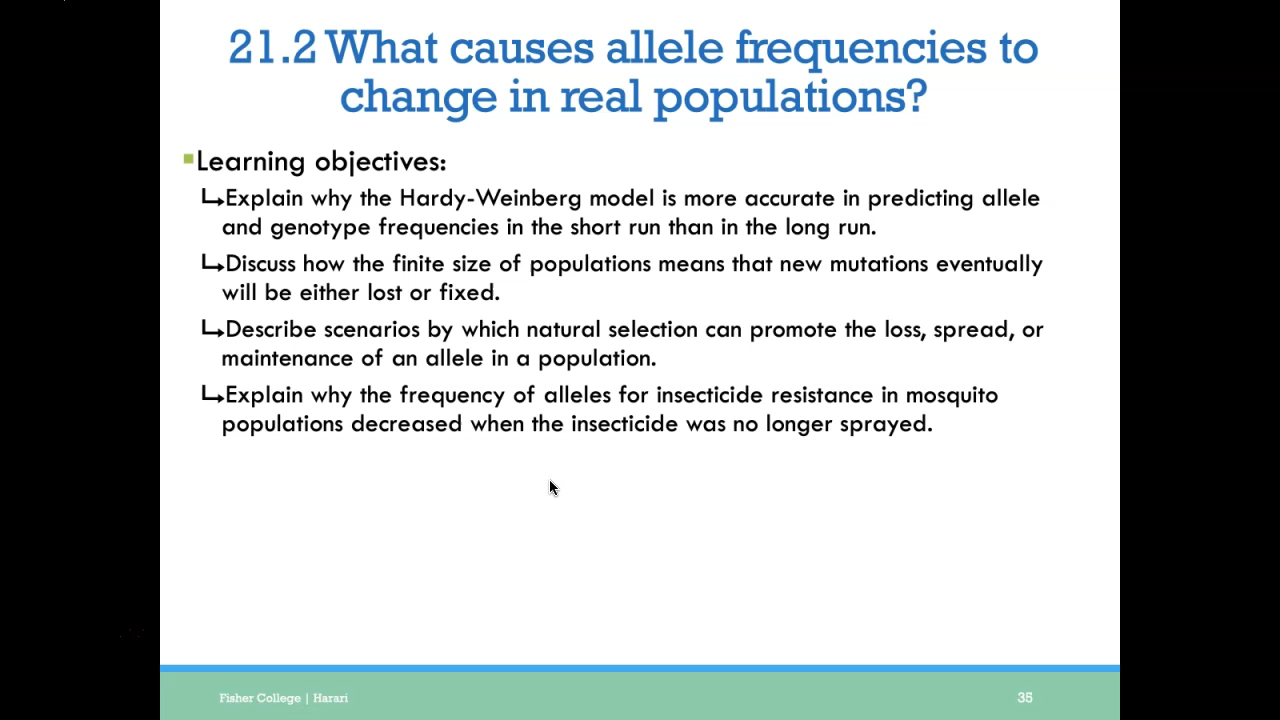 21.2 What causes allele frequencies to
change in real populations?
Learning objectives:
Explain why the Hardy-Weinberg model is more accurate in predicting allele
and genotype frequencies in the short run than in the long run.
Discuss how the finite size of populations means that new mutations eventually
will be either lost or fixed.
Describe scenarios by which natural selection can promote the loss, spread, or
maintenance of an allele in a population.
Explain why the frequency of alleles for insecticide resistance in mosquito
populations decreased when the insecticide was no longer sprayed.
Fisher College | Harari
35